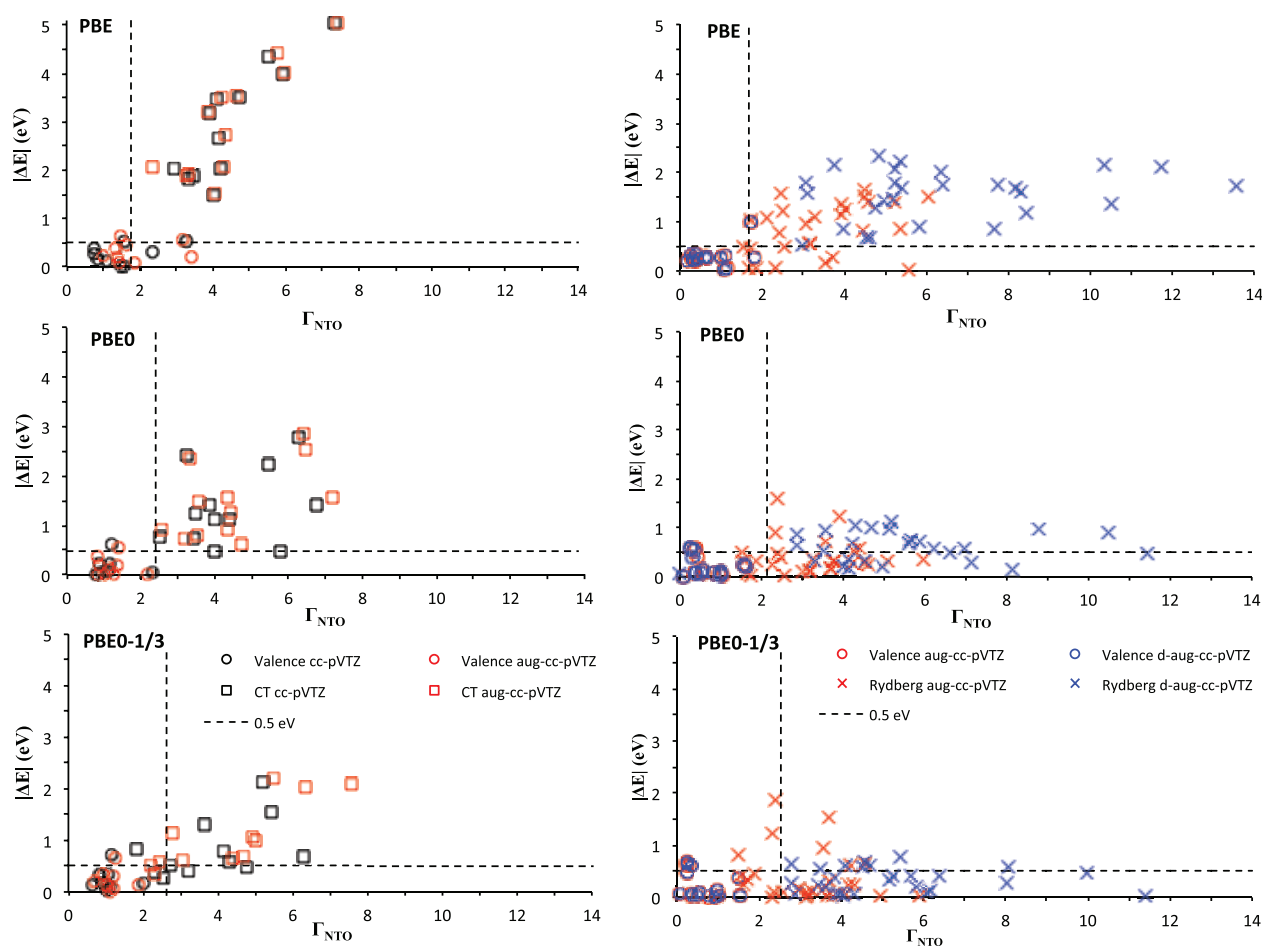 PBE
5
4
3
2
1
0
|ΔE| (eV)
0 2 4 6 8 10 12 14
Γ_NTO
PBE
5
4
3
2
1
0
|ΔE| (eV)
0 2 4 6 8 10 12 14
Γ_NTO
PBE0
5
4
3
2
1
0
|ΔE| (eV)
0 2 4 6 8 10 12 14
Γ_NTO
PBE0
5
4
3
2
1
0
|ΔE| (eV)
0 2 4 6 8 10 12 14
Γ_NTO
PBE0-1/3
Valence cc-pVTZ Valence aug-cc-pVTZ
CT cc-pVTZ CT aug-cc-pVTZ
0.5 eV
5
4
3
2
1
0
|ΔE| (eV)
0 2 4 6 8 10 12 14
Γ_NTO
PBE0-1/3
Valence aug-cc-pVTZ Valence d-aug-cc-pVTZ
Rydberg aug-cc-pVTZ Rydberg d-aug-cc-pVTZ
0.5 eV
5
4
3
2
1
0
|ΔE| (eV)
0 2 4 6 8 10 12 14
Γ_NTO